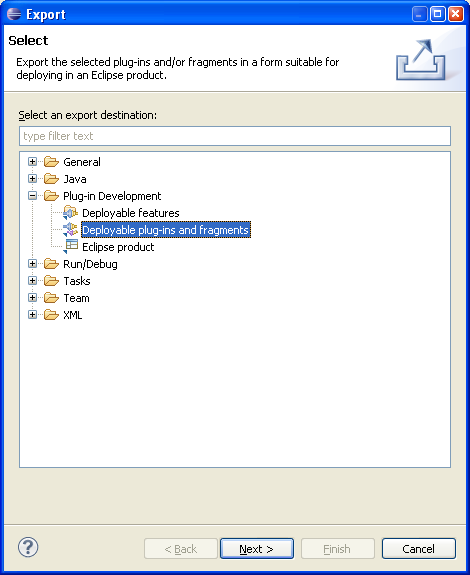 Export
Select
Export the selected plug-ins and/or fragments in a form suitable for
deploying in an Eclipse product.
Select an export destination:
type filter text
General
Java
Plug-in Development
Deployable features
Deployable plug-ins and fragments
Eclipse product
Run/Debug
Tasks
Team
XML
?
< Back
Next >
Finish
Cancel